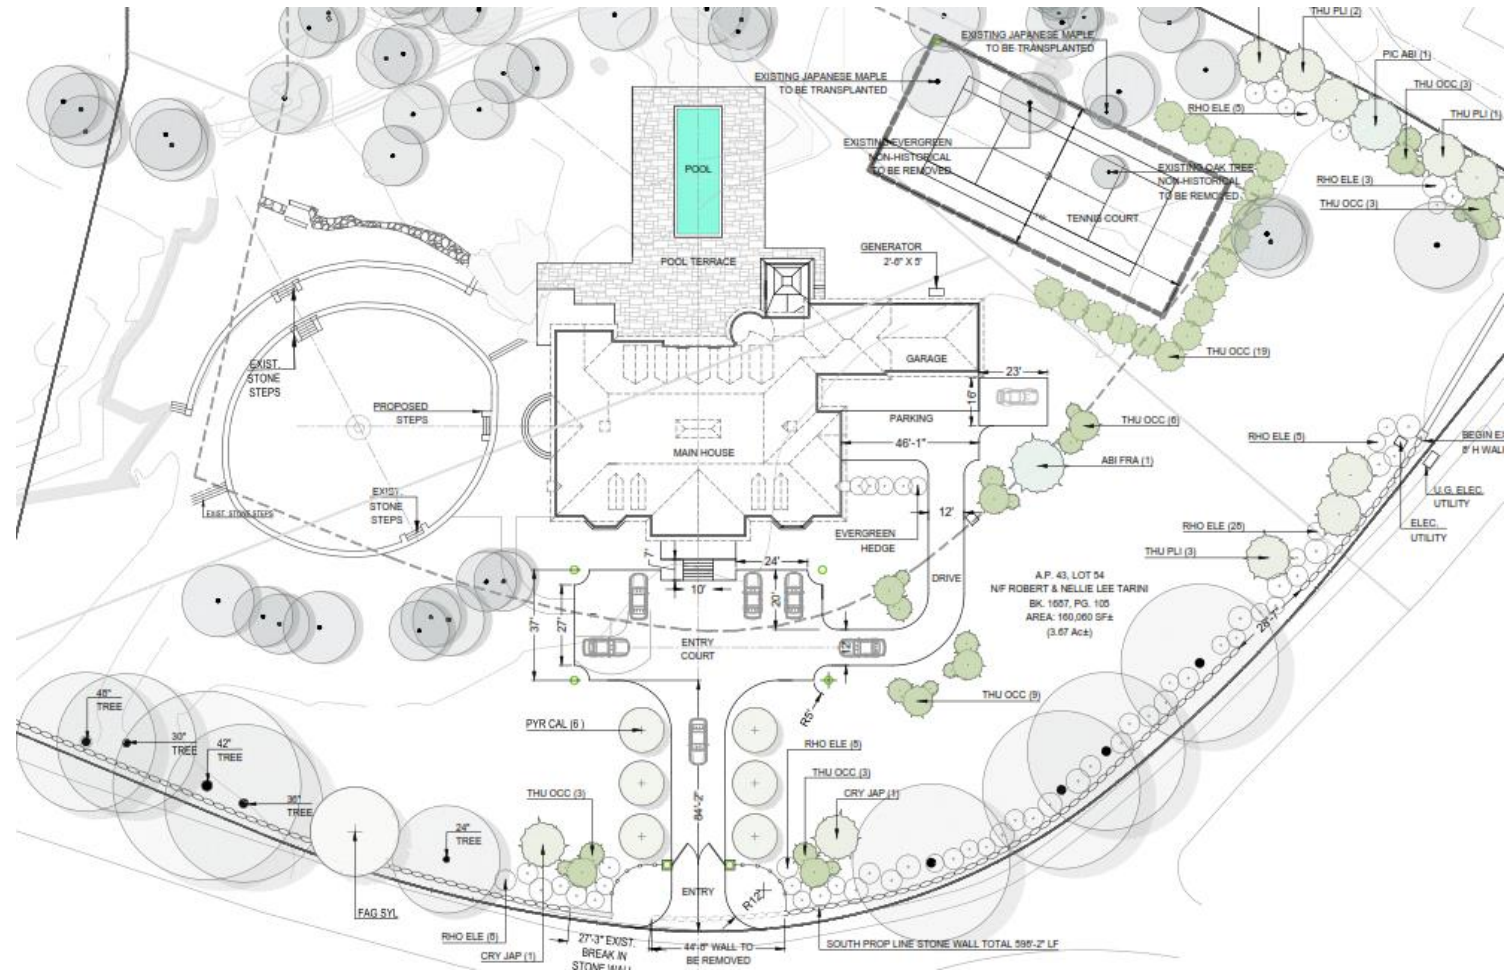 THU PLI (2)
EXISTING JAPANESE MAPLE
TO BE TRANSPLANTED
PIC ABI (1)
EXISTING JAPANESE MAPLE
TO BE TRANSPLANTED
THU OCC (3)
RHO ELE (5)
THU PLI (1)
EXISTING EVERGREEN
NON-HISTORICAL
TO BE REMOVED
EXISTING OAK TREE
NON-HISTORICAL
TO BE REMOVED
POOL
RHO ELE (3)
THU OCC (3)
TENNIS COURT
POOL TERRACE
GENERATOR
2'-6" X 5'
EXIST.
STONE
STEPS
GARAGE
THU OCC (19)
23'
16'
PROPOSED
STEPS
PARKING
THU OCC (6)
46'-1"
MAIN HOUSE
RHO ELE (5)
BEGIN EX
6' H WAL
ABI FRA (1)
EXIST.
STONE
STEPS
EXIST. STONE STEPS
U.G. ELEC.
UTILITY
12'
EVERGREEN
HEDGE
RHO ELE (28)
ELEC.
UTILITY
THU PLI (3)
7'
24'
10'
DRIVE
A.P. 43, LOT 54
N/F ROBERT & NELLIE LEE TARINI
BK. 1687, PG. 105
AREA: 160,060 SF±
(3.67 Ac±)
20'
37'
27'
28'-7"
ENTRY
COURT
12'
48"
TREE
THU OCC (9)
R5'
30"
TREE
42"
TREE
PYR CAL (6 )
RHO ELE (8)
THU OCC (3)
THU OCC (3)
CRY JAP (1)
36"
TREE
84'-2"
24"
TREE
ENTRY
R12'
FAG SYL
RHO ELE (8)
CRY JAP (1)
27'-3" EXIST.
BREAK IN
STONE WALL
44'-8" WALL TO
BE REMOVED
SOUTH PROP LINE STONE WALL TOTAL 598'-2" LF